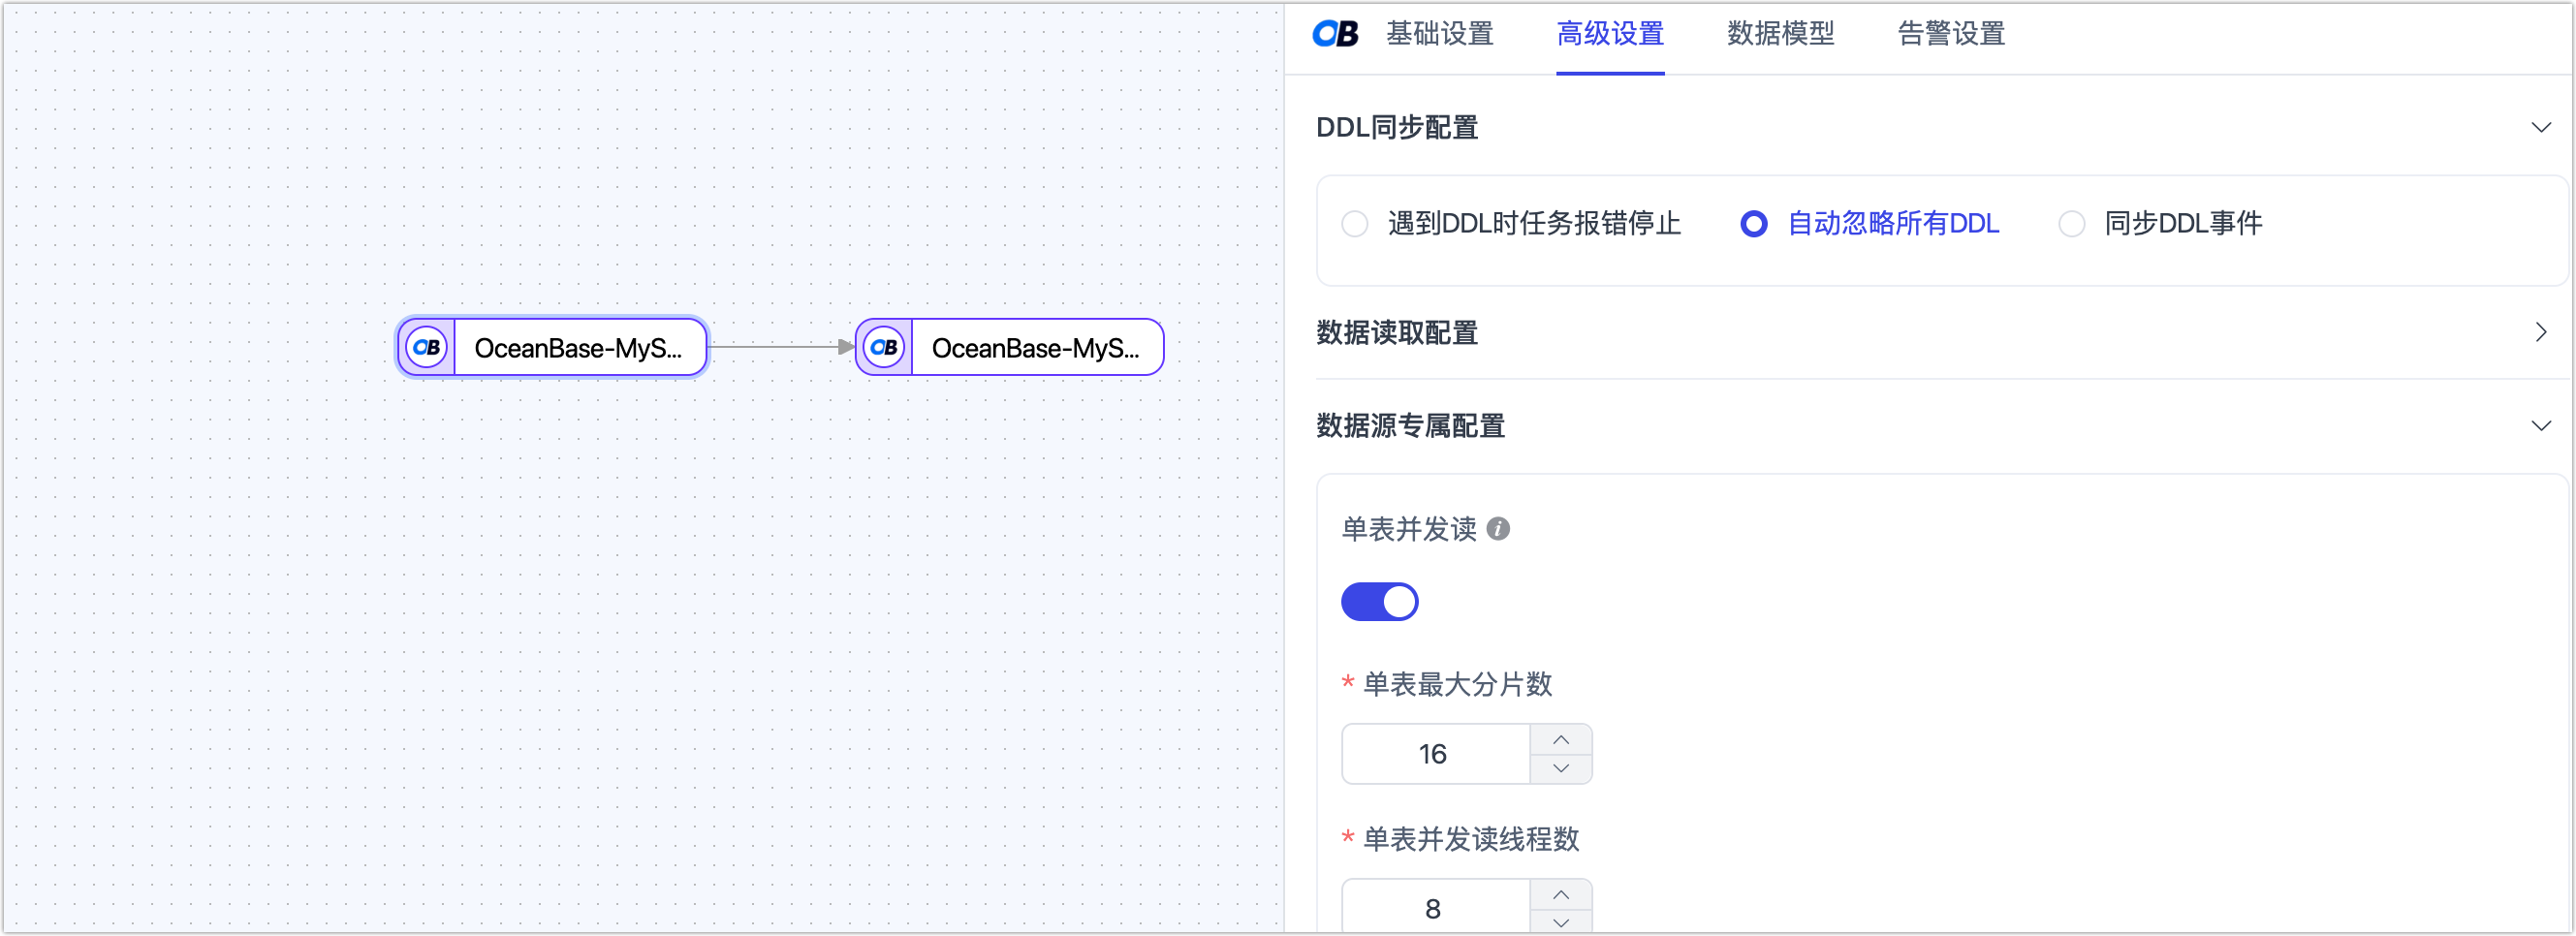 OB 基础设置 高级设置 数据模型 告警设置
DDL同步配置
遇到DDL时任务报错停止 自动忽略所有DDL 同步DDL事件
数据读取配置
OB OceanBase-MyS... OB OceanBase-MyS...
数据源专属配置
单表并发读 i
* 单表最大分片数
16
* 单表并发读线程数
8